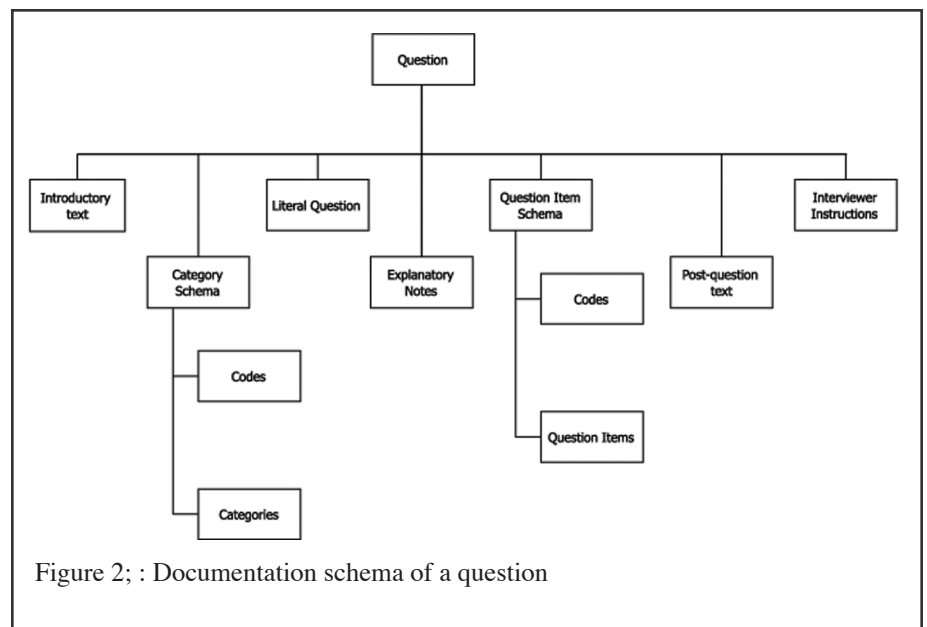 Question
Introductory
text
Literal Question
Question Item
Schema
Interviewer
Instructions
Category
Schema
Explanatory
Notes
Post-question
text
Codes
Codes
Question Items
Categories
Figure 2; : Documentation schema of a question